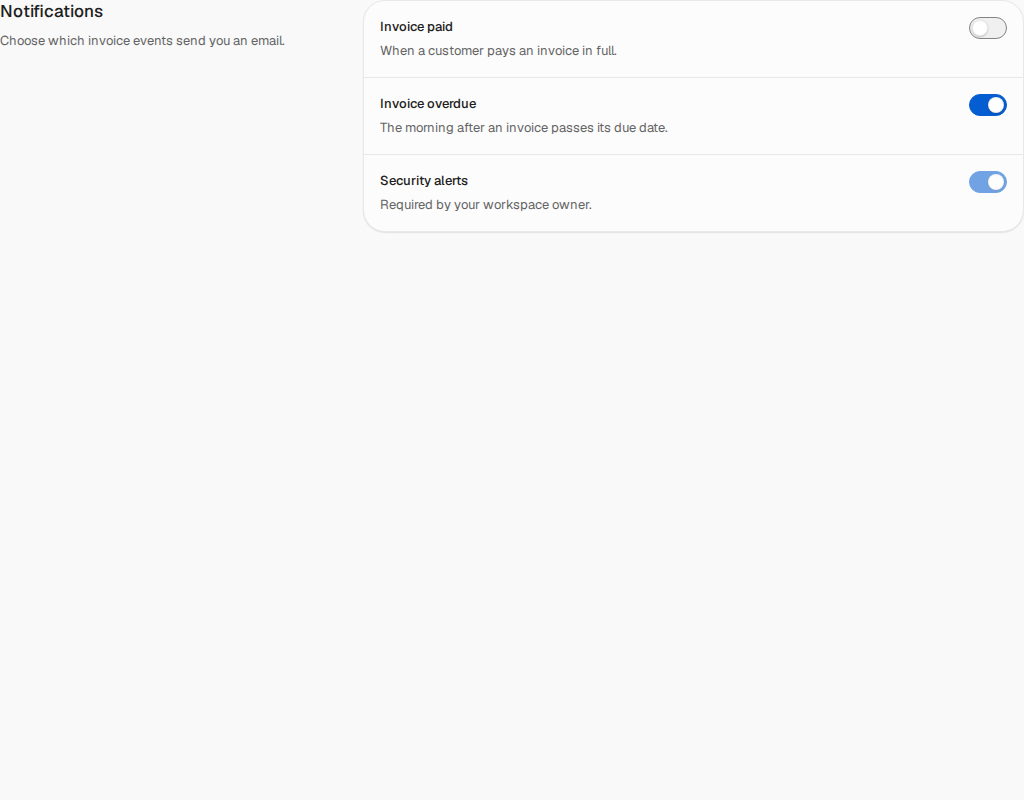 Notifications
Choose which invoice events send you an email.
Invoice paid
When a customer pays an invoice in full.
Invoice overdue
The morning after an invoice passes its due date.
Security alerts
Required by your workspace owner.